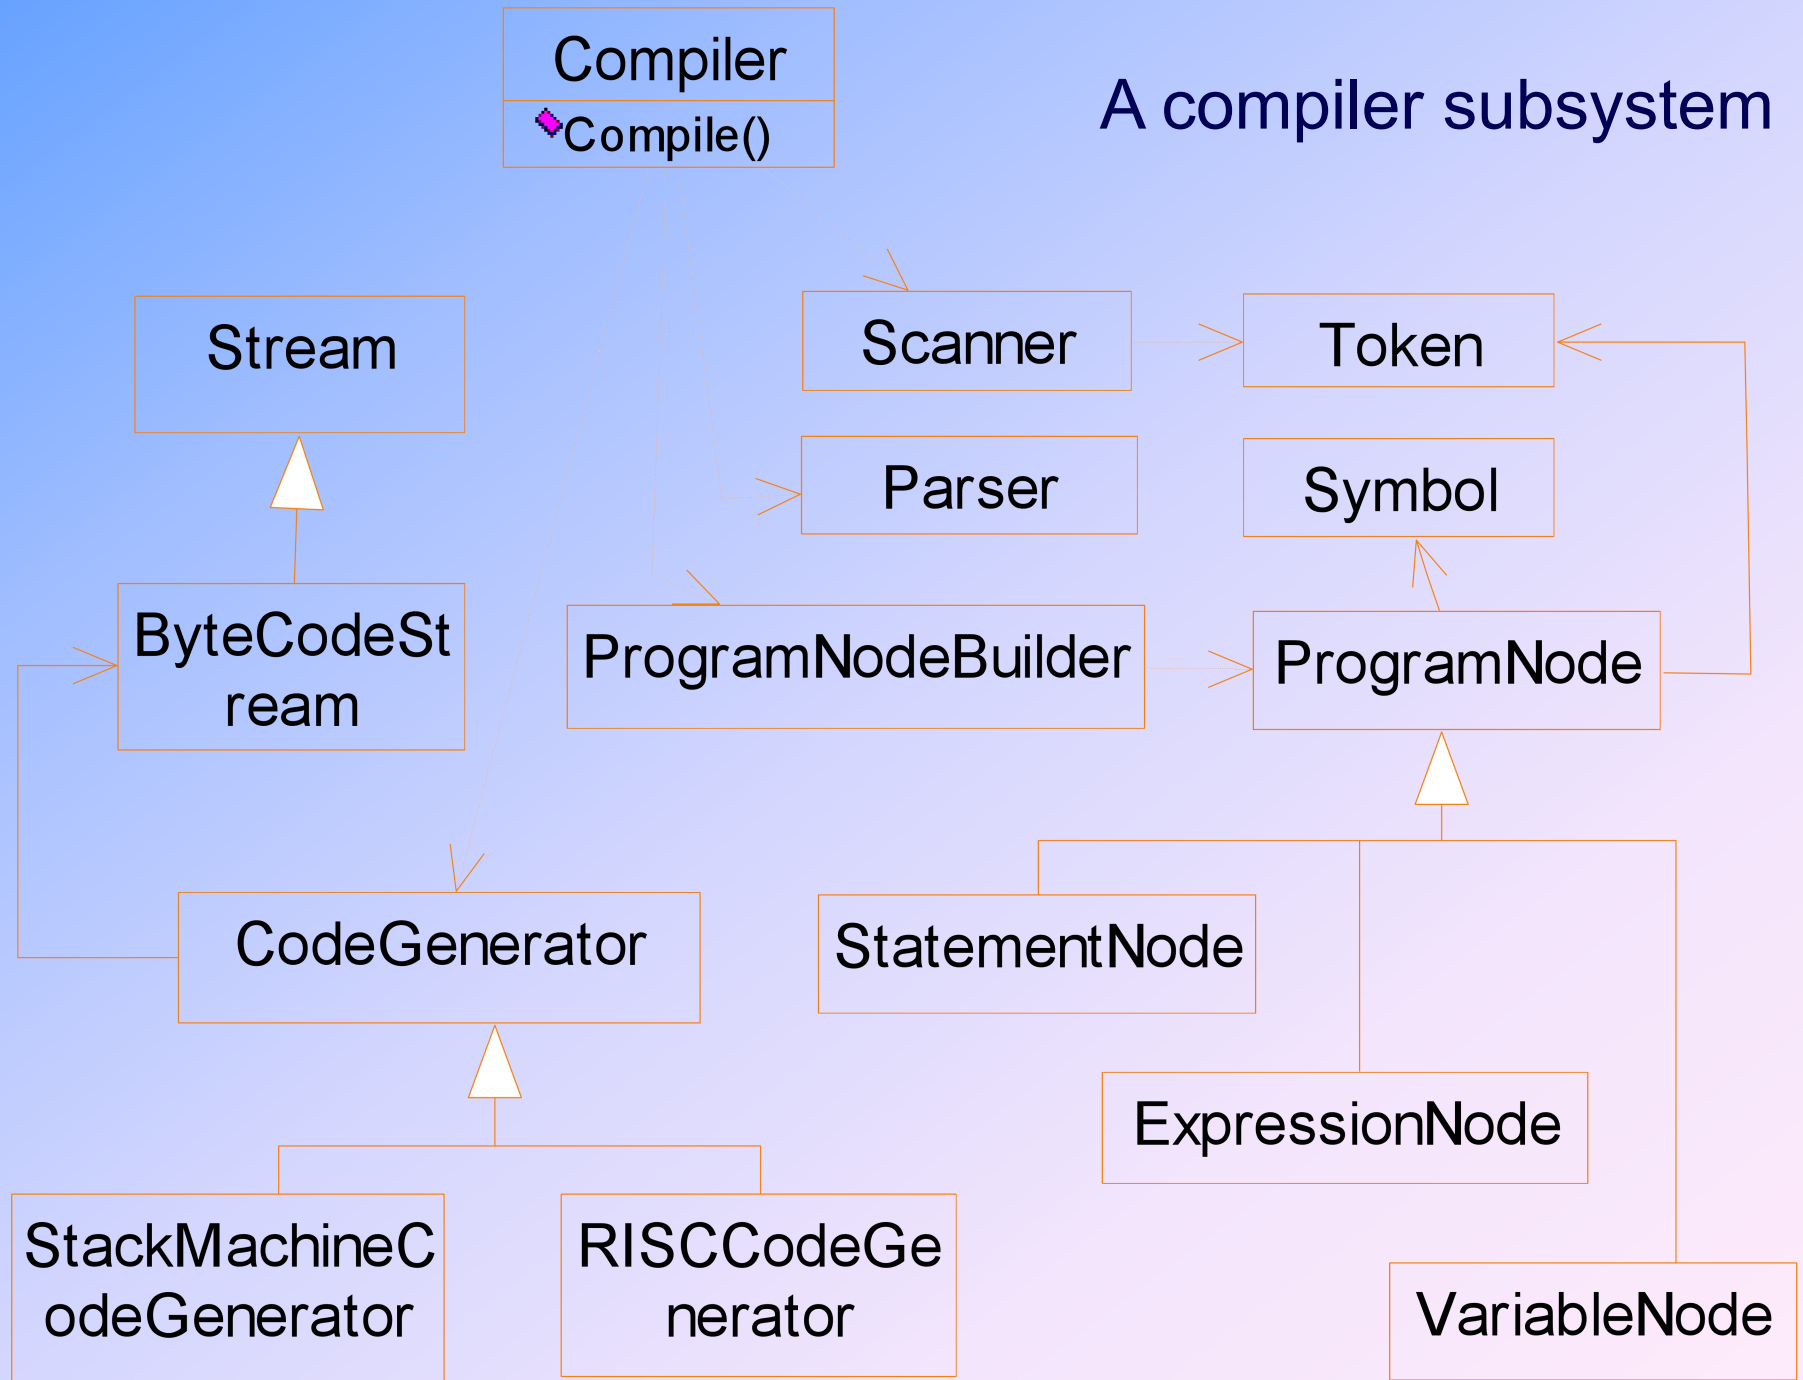 Compiler
Compile()
A compiler subsystem
Stream
Scanner
Token
Parser
Symbol
ByteCodeSt
ream
ProgramNodeBuilder
ProgramNode
CodeGenerator
StatementNode
ExpressionNode
StackMachineC
odeGenerator
RISCCodeGe
nerator
VariableNode